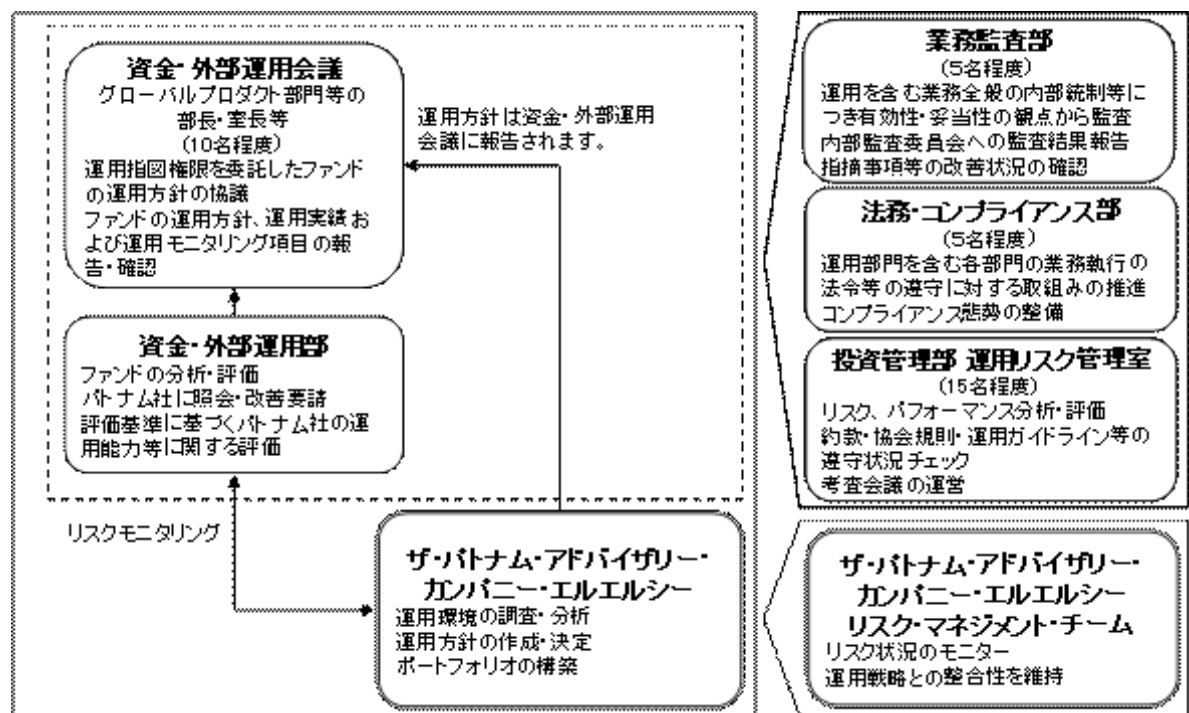 資金・外部運用会議
グローバルプロダクト部門等の
部長・室長等
(10名程度)
運用指図権限を委託したファンド
の運用方針の協議
ファンドの運用方針、運用実績お
よび運用モニタリング項目の報
告・確認
運用方針は資金・外部運用
会議に報告されます。
資金・外部運用部
ファンドの分析・評価
パトナム社に照会・改善要請
評価基準に基づくパトナム社の運
用能力等に関する評価
リスクモニタリング
ザ・パトナム・アドバイザリー・
カンパニー・エルエルシー
運用環境の調査・分析
運用方針の作成・決定
ポートフォリオの構築
業務監査部
(5名程度)
運用を含む業務全般の内部統制等に
つき有効性・妥当性の観点から監査
内部監査委員会への監査結果報告
指摘事項等の改善状況の確認
法務・コンプライアンス部
(5名程度)
運用部門を含む各部門の業務執行の
法令等の遵守に対する取組みの推進
コンプライアンス態勢の整備
投資管理部 運用リスク管理室
(15名程度)
リスク、パフォーマンス分析・評価
約款・協会規則・運用ガイドライン等の
遵守状況チェック
考査会議の運営
ザ・パトナム・アドバイザリー・
カンパニー・エルエルシー
リスク・マネジメント・チーム
リスク状況のモニター
運用戦略との整合性を維持